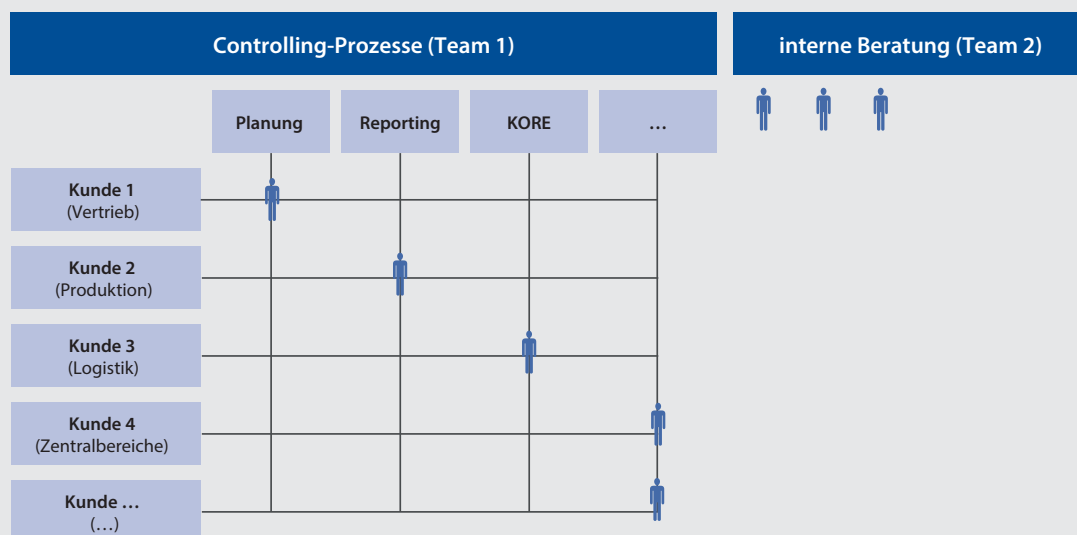 Controlling-Prozesse (Team 1)
interne Beratung (Team 2)
Planung
Reporting
KORE
…
Kunde 1
(Vertrieb)
Kunde 2
(Produktion)
Kunde 3
(Logistik)
Kunde 4
(Zentralbereiche)
Kunde …
(…)